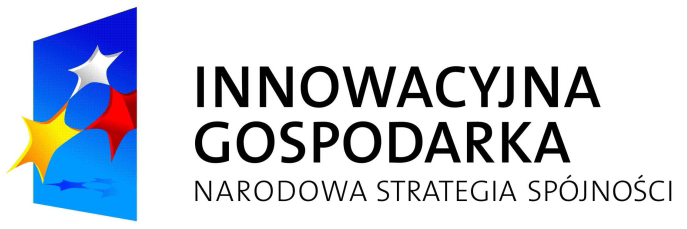 INNOWACYJNA
GOSPODARKA
NARODOWA STRATEGIA SPÓJNOŚCI